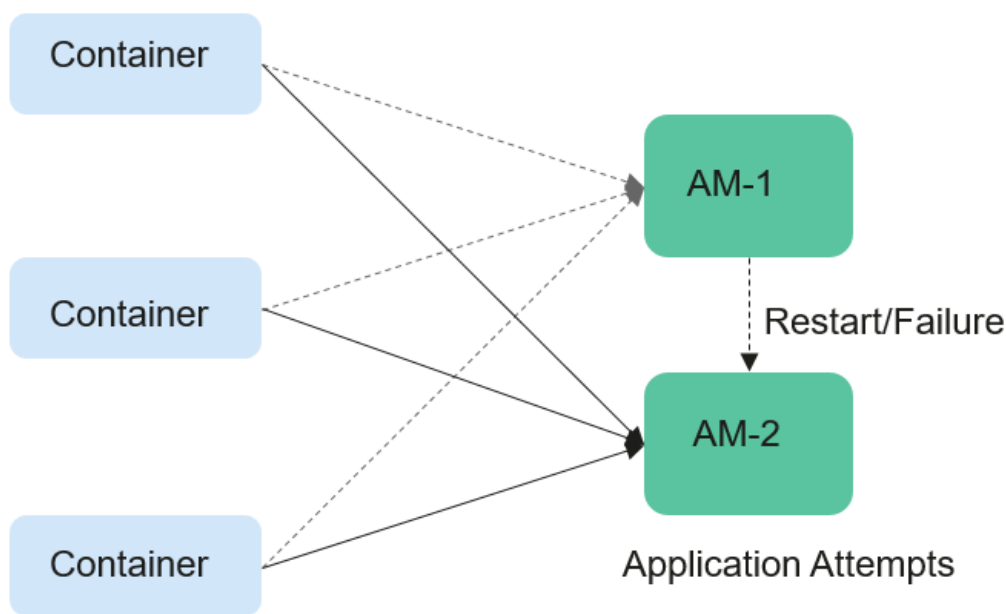 Container
AM-1
Container
Restart/Failure
AM-2
Container
Application Attempts